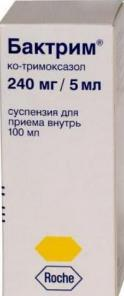 Бактрим®
ко-тримоксазол
240 мг/5 мл
суспензия для
приема внутрь
100 мл
Roche